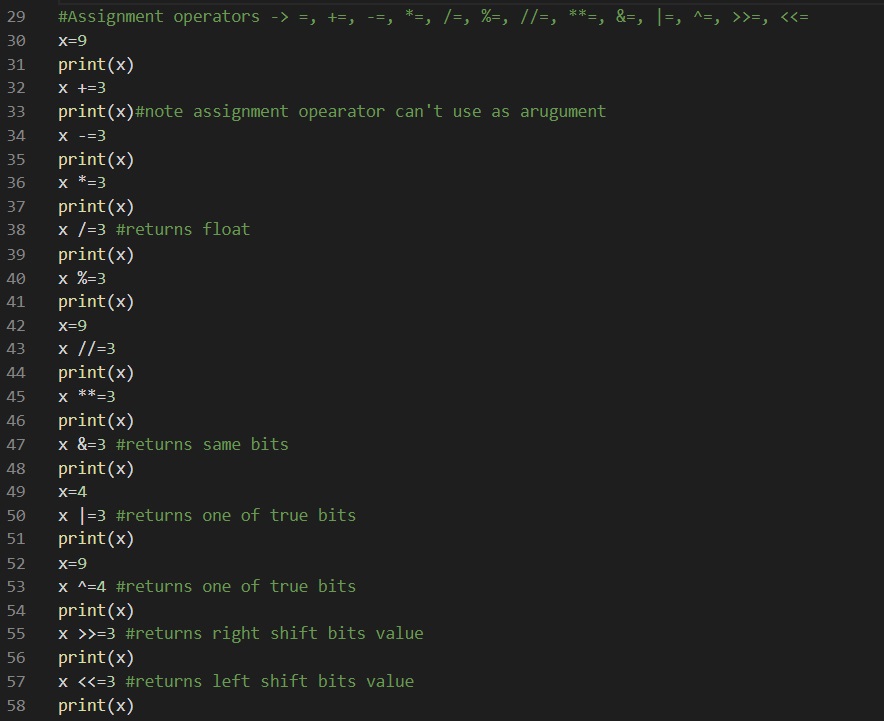 29 #Assignment operators -> =, +=, -=, *=, /=, %=, //=, **=, &=, |=, ^=, >>=, <<=
30 x=9
31 print(x)
32 x +=3
33 print(x)#note assignment opearator can't use as arugument
34 x -=3
35 print(x)
36 x *=3
37 print(x)
38 x /=3 #returns float
39 print(x)
40 x %=3
41 print(x)
42 x=9
43 x //=3
44 print(x)
45 x **=3
46 print(x)
47 x &=3 #returns same bits
48 print(x)
49 x=4
50 x |=3 #returns one of true bits
51 print(x)
52 x=9
53 x ^=4 #returns one of true bits
54 print(x)
55 x >>=3 #returns right shift bits value
56 print(x)
57 x <<=3 #returns left shift bits value
58 print(x)